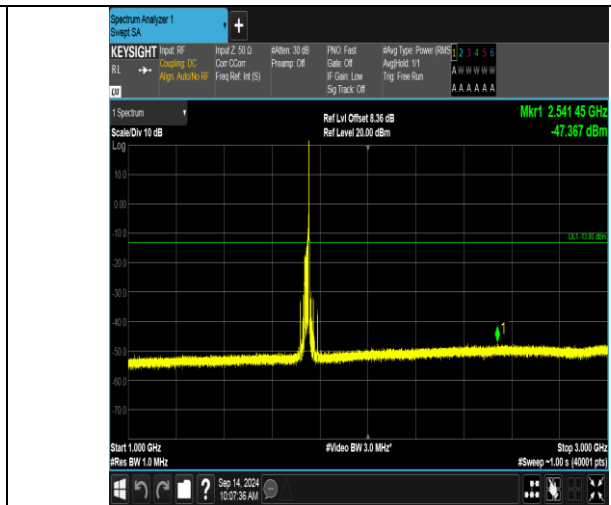 Spectrum Analyzer 1
Swept SA
+
KEYSIGHT
RL
LXI
Input: RF
Coupling: DC
Align: Auto/No RF
Input Z: 50 Ω
Corr CCorr
Freq Ref: Int (S)
#Atten: 30 dB
Preamp: Off
PNO: Fast
Gate: Off
IF Gain: Low
Sig Track: Off
#Avg Type: Power (RMS
Avg|Hold: 1/1
Trig: Free Run
1 2 3 4 5 6
A W W W W W
A A A A A A
1 Spectrum
Scale/Div 10 dB
Ref Lvl Offset 8.36 dB
Ref Level 20.00 dBm
Mkr1 2.541 45 GHz
-47.367 dBm
Log
10.0
0.00
-10.0
DL1 -13.00 dBm
-20.0
-30.0
-40.0
1
-50.0
-60.0
-70.0
Start 1.000 GHz
#Video BW 3.0 MHz*
Stop 3.000 GHz
#Res BW 1.0 MHz
#Sweep ~1.00 s (40001 pts)
?
Sep 14, 2024
10:07:36 AM